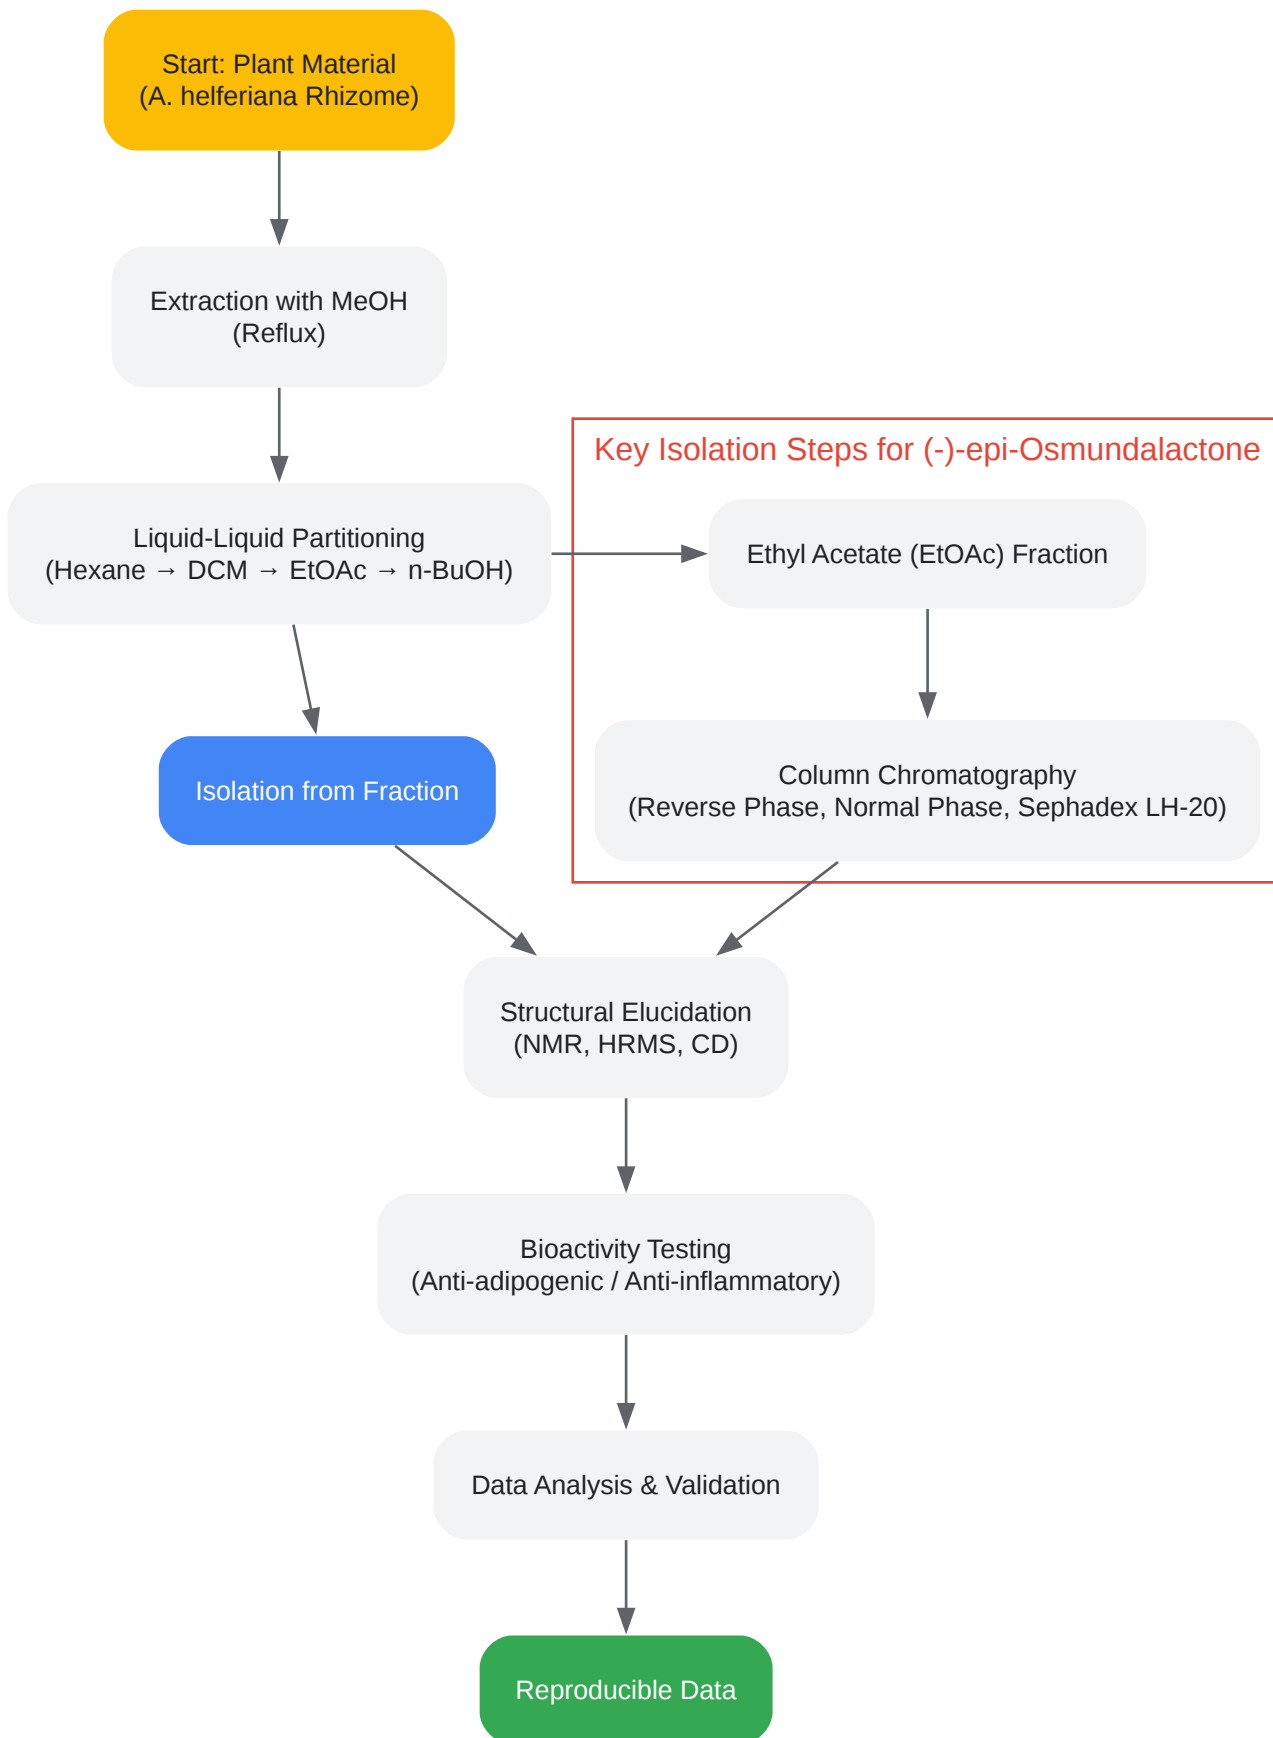 Start: Plant Material
(A. helferiana Rhizome)
Extraction with MeOH
(Reflux)
Key Isolation Steps for (-)-epi-Osmundalactone
Liquid-Liquid Partitioning
(Hexane → DCM → EtOAc → n-BuOH)
Ethyl Acetate (EtOAc) Fraction
Isolation from Fraction
Column Chromatography
(Reverse Phase, Normal Phase, Sephadex LH-20)
Structural Elucidation
(NMR, HRMS, CD)
Bioactivity Testing
(Anti-adipogenic / Anti-inflammatory)
Data Analysis & Validation
Reproducible Data